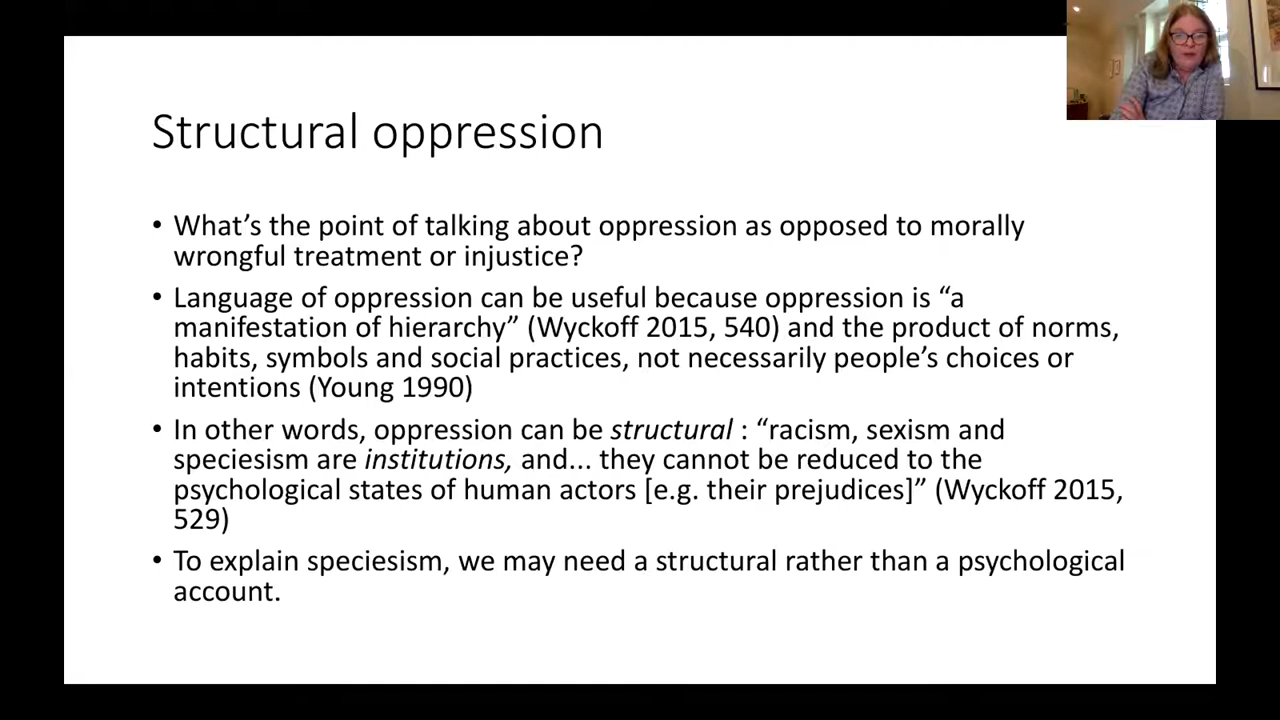 Structural oppression
• What’s the point of talking about oppression as opposed to morally
wrongful treatment or injustice?
• Language of oppression can be useful because oppression is “a
manifestation of hierarchy” (Wyckoff 2015, 540) and the product of norms,
habits, symbols and social practices, not necessarily people’s choices or
intentions (Young 1990)
• In other words, oppression can be structural : “racism, sexism and
speciesism are institutions, and... they cannot be reduced to the
psychological states of human actors [e.g. their prejudices]” (Wyckoff 2015,
529)
• To explain speciesism, we may need a structural rather than a psychological
account.